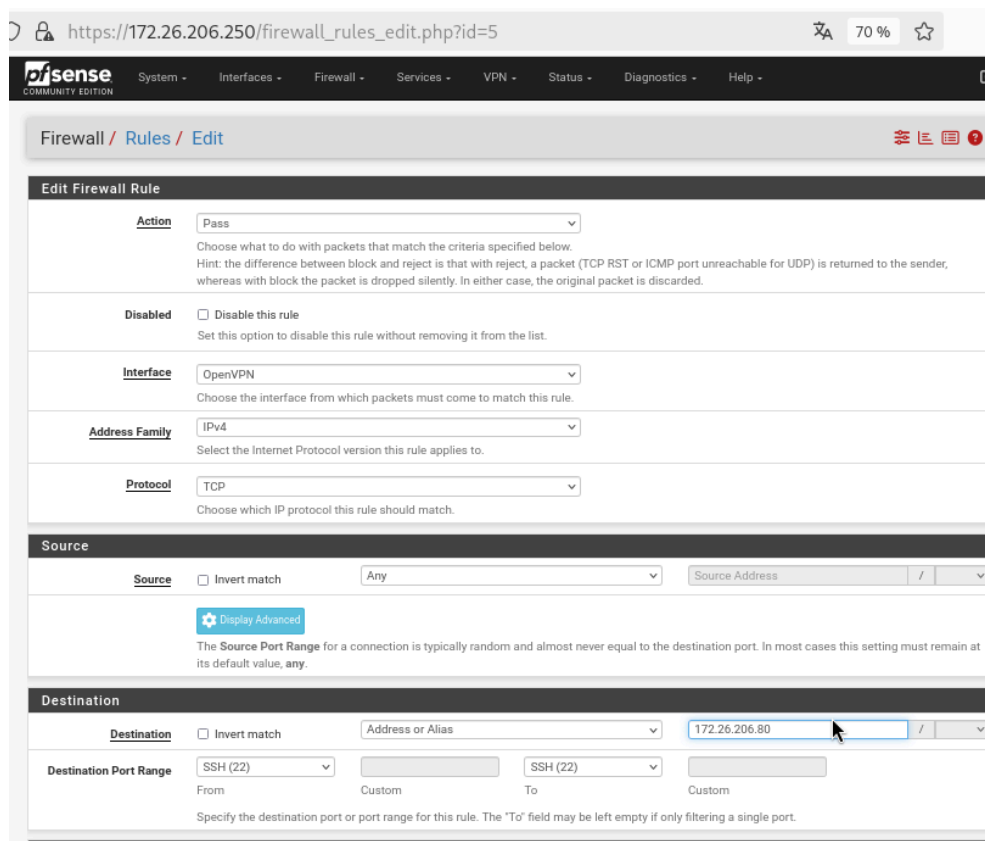 https://172.26.206.250/firewall_rules_edit.php?id=5 70 %
pfsense COMMUNITY EDITION System Interfaces Firewall Services VPN Status Diagnostics Help
Firewall / Rules / Edit
Edit Firewall Rule
Action Pass
Choose what to do with packets that match the criteria specified below.
Hint: the difference between block and reject is that with reject, a packet (TCP RST or ICMP port unreachable for UDP) is returned to the sender,
whereas with block the packet is dropped silently. In either case, the original packet is discarded.
Disabled Disable this rule
Set this option to disable this rule without removing it from the list.
Interface OpenVPN
Choose the interface from which packets must come to match this rule.
Address Family IPv4
Select the Internet Protocol version this rule applies to.
Protocol TCP
Choose which IP protocol this rule should match.
Source
Source Invert match Any Source Address /
Display Advanced
The Source Port Range for a connection is typically random and almost never equal to the destination port. In most cases this setting must remain at
its default value, any.
Destination
Destination Invert match Address or Alias 172.26.206.80 /
Destination Port Range SSH (22) SSH (22)
From Custom To Custom
Specify the destination port or port range for this rule. The "To" field may be left empty if only filtering a single port.